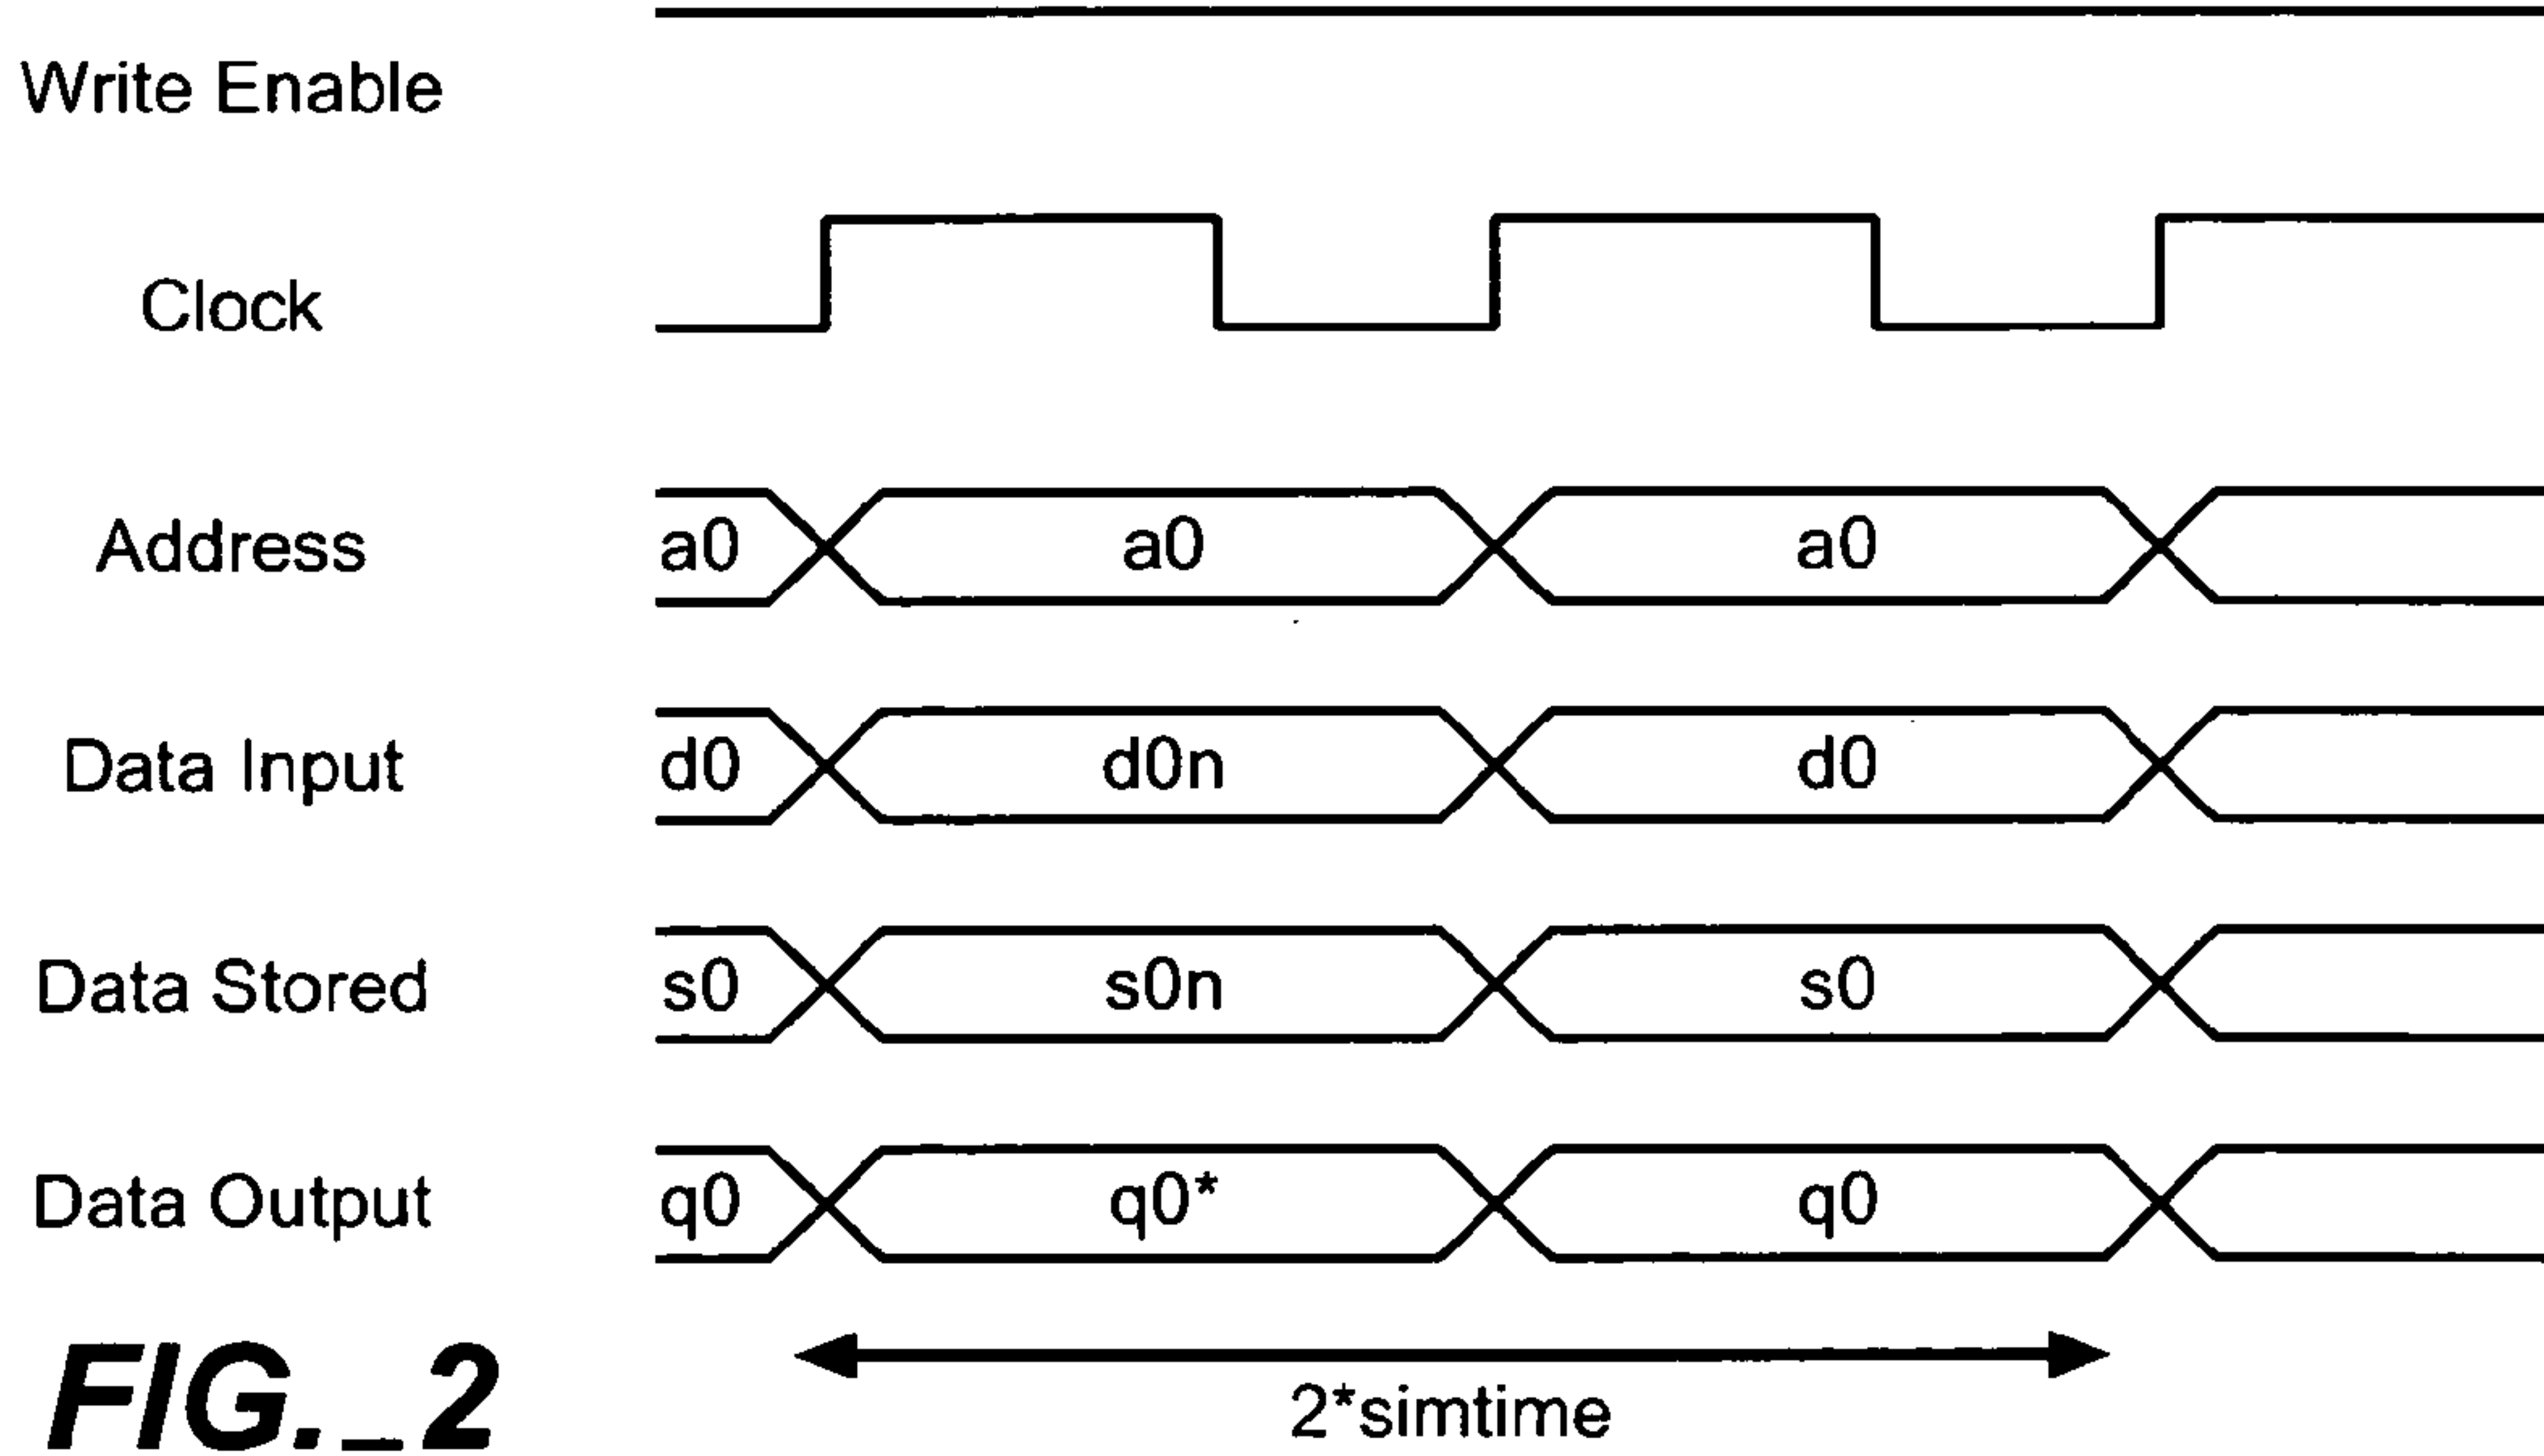 Write Enable
Clock
Address a0 a0 a0
Data Input d0 d0n d0
Data Stored s0 s0n s0
Data Output q0 q0* q0
2*simtime
FIG._2